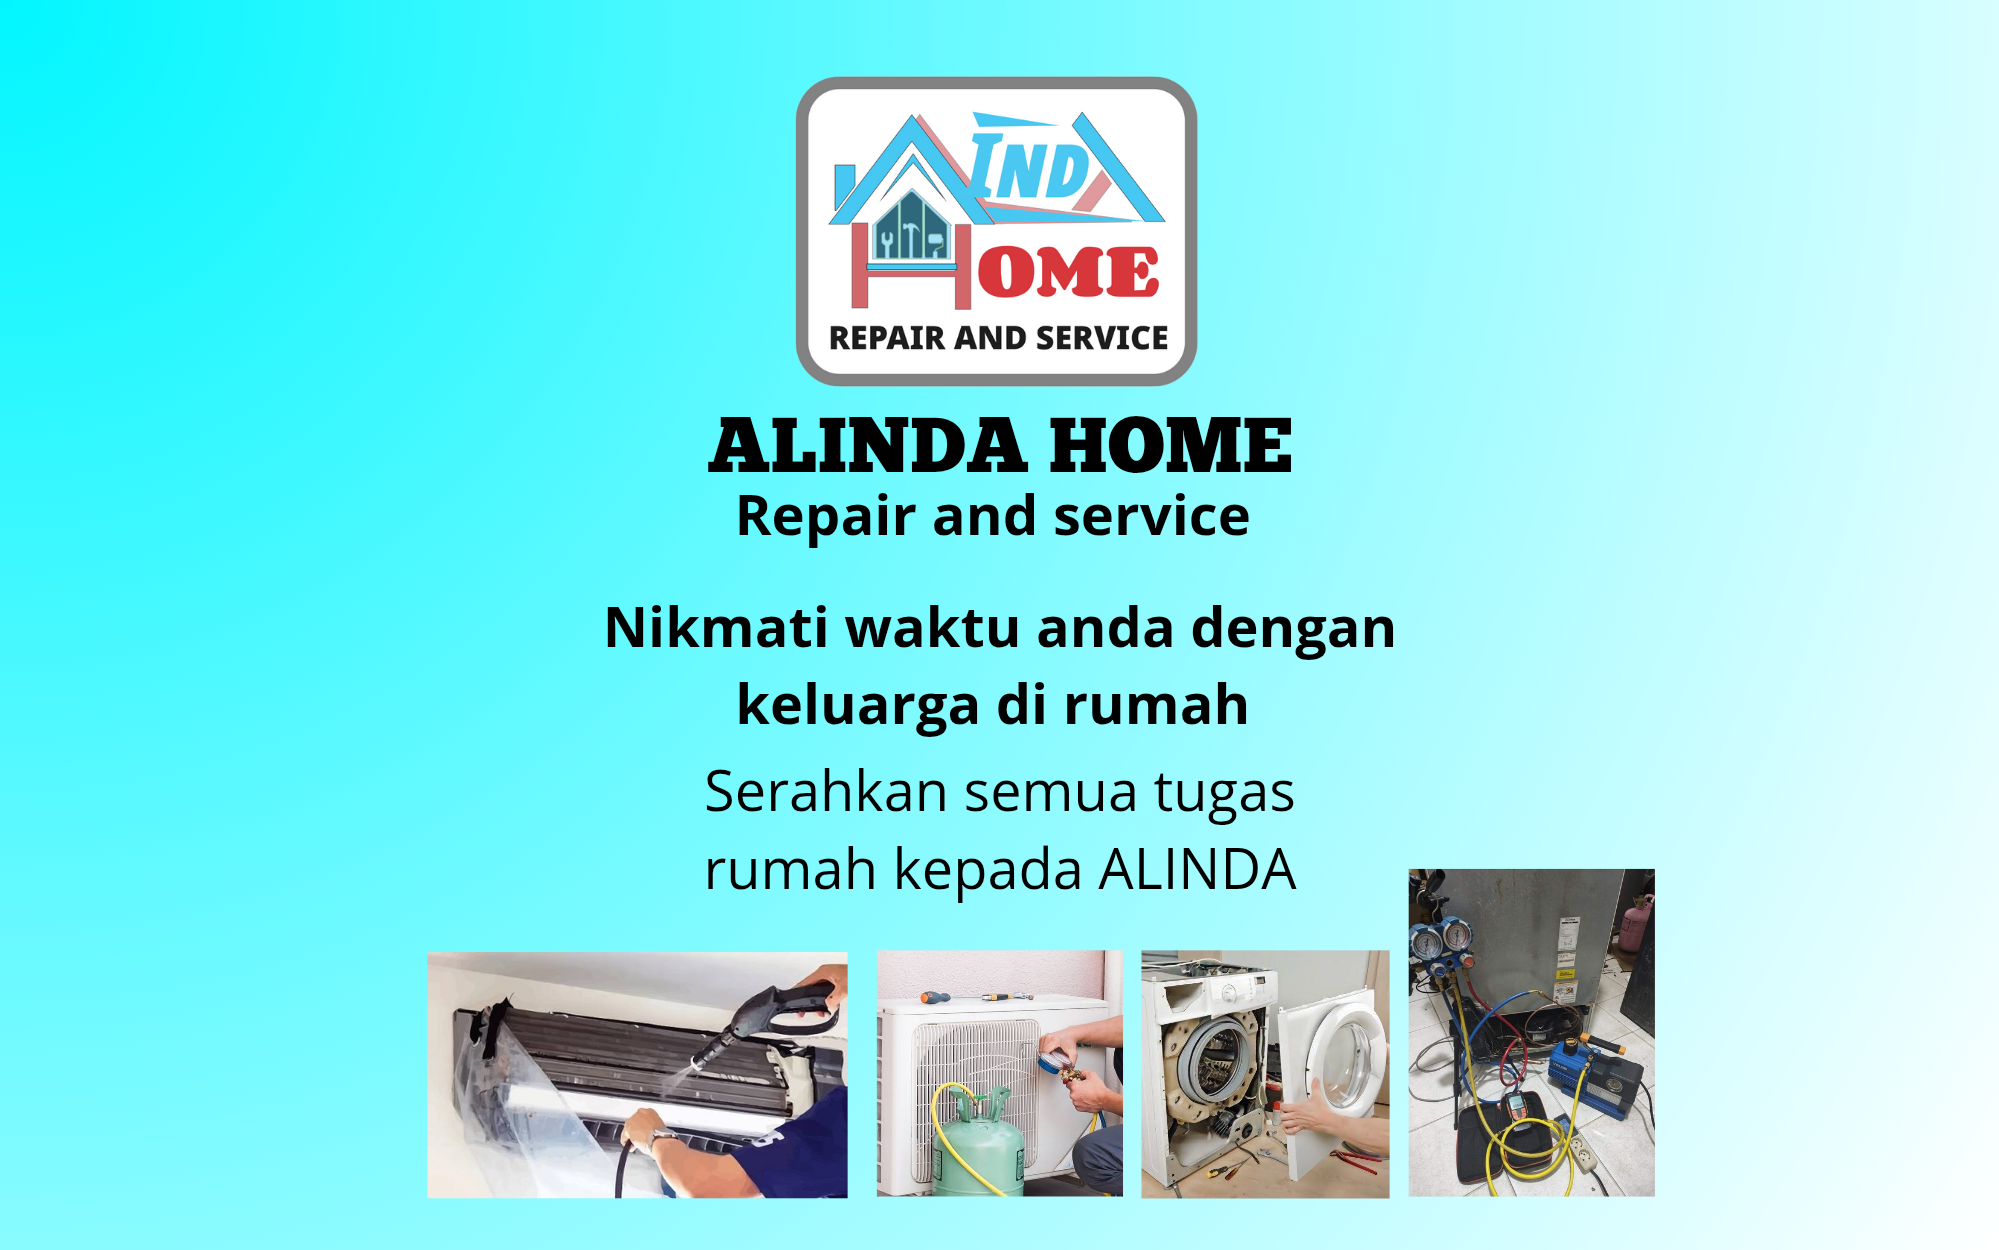 IND
HOME
REPAIR AND SERVICE
ALINDA HOME
Repair and service
Nikmati waktu anda dengan
keluarga di rumah
Serahkan semua tugas
rumah kepada ALINDA